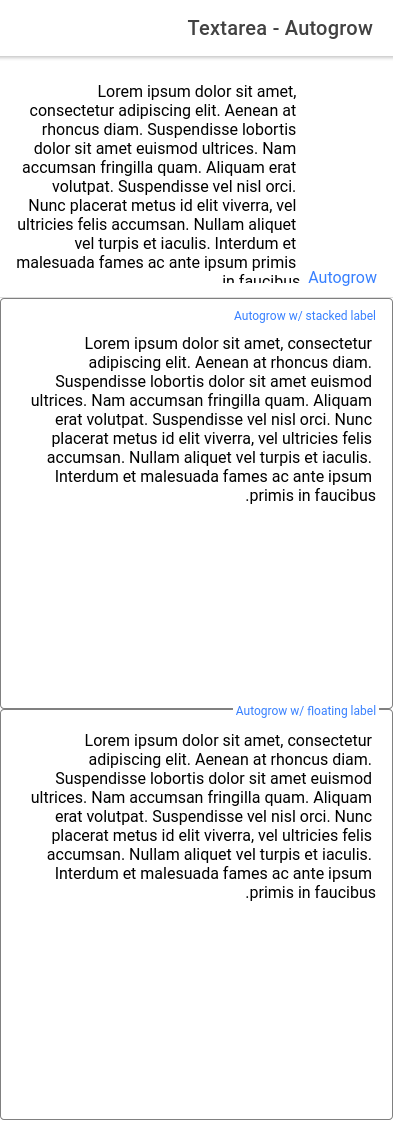 Textarea - Autogrow
Lorem ipsum dolor sit amet,
consectetur adipiscing elit. Aenean at
rhoncus diam. Suspendisse lobortis
dolor sit amet euismod ultrices. Nam
accumsan fringilla quam. Aliquam erat
volutpat. Suspendisse vel nisl orci.
Nunc placerat metus id elit viverra, vel
ultricies felis accumsan. Nullam aliquet
vel turpis et iaculis. Interdum et
malesuada fames ac ante ipsum primis
in faucibus
Autogrow
Autogrow w/ stacked label
Lorem ipsum dolor sit amet, consectetur
adipiscing elit. Aenean at rhoncus diam.
Suspendisse lobortis dolor sit amet euismod
ultrices. Nam accumsan fringilla quam. Aliquam
erat volutpat. Suspendisse vel nisl orci. Nunc
placerat metus id elit viverra, vel ultricies felis
accumsan. Nullam aliquet vel turpis et iaculis.
Interdum et malesuada fames ac ante ipsum
.primis in faucibus
Autogrow w/ floating label
Lorem ipsum dolor sit amet, consectetur
adipiscing elit. Aenean at rhoncus diam.
Suspendisse lobortis dolor sit amet euismod
ultrices. Nam accumsan fringilla quam. Aliquam
erat volutpat. Suspendisse vel nisl orci. Nunc
placerat metus id elit viverra, vel ultricies felis
accumsan. Nullam aliquet vel turpis et iaculis.
Interdum et malesuada fames ac ante ipsum
.primis in faucibus